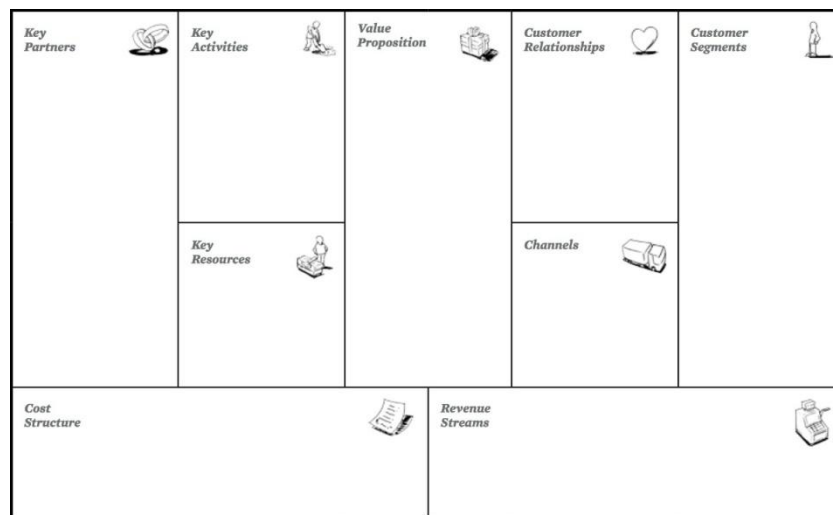 Key
Partners
Key
Activities
Value
Proposition
Customer
Relationships
Customer
Segments
Key
Resources
Channels
Cost
Structure
Revenue
Streams